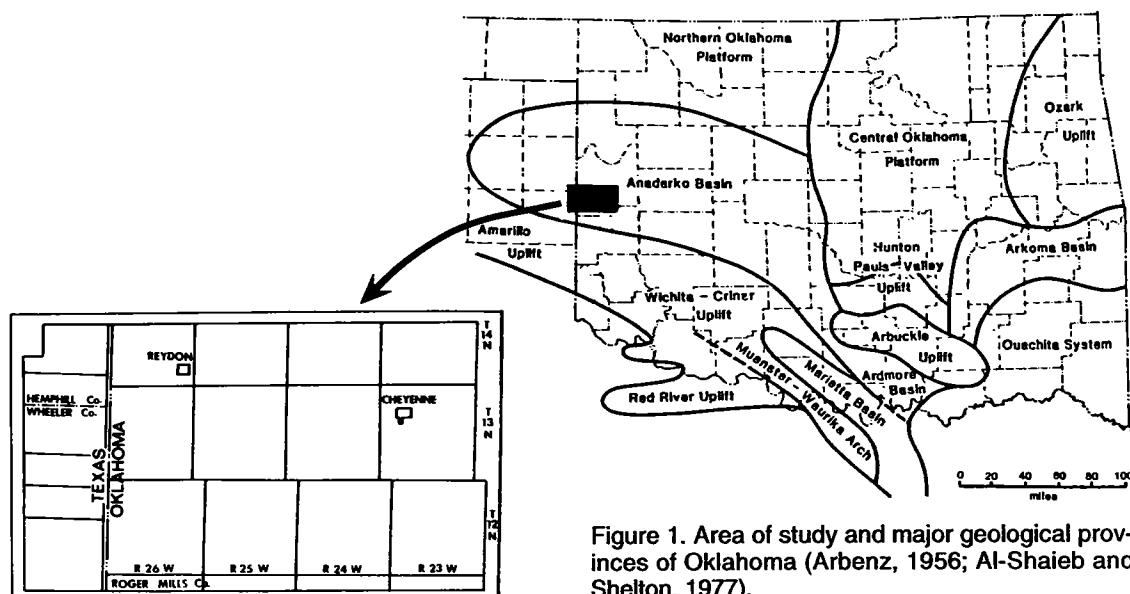 Northern Oklahoma
Platform
Ozark
Uplift
Central Oklahoma
Platform
Anadarko Basin
Amarillo
Uplift
Hunton
Pauls-Valley
Uplift
Arkoma Basin
Wichita - Criner
Uplift
Arbuckle
Uplift
Ouachita System
Ardmore
Basin
Marietta Basin
Muenster - Waurika Arch
Red River Uplift
0 20 40 60 80 100
miles
T
14
N
REYDON
HEMPHILL Co.
WHEELER Co.
CHEYENNE
T
13
N
TEXAS
OKLAHOMA
T
12
N
R 26 W R 25 W R 24 W R 23 W
ROGER MILLS Co.
Figure 1. Area of study and major geological prov-
inces of Oklahoma (Arbenz, 1956; Al-Shaieb and
Shelton, 1977).